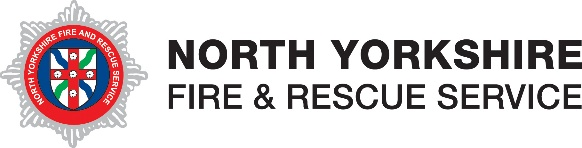 NORTH YORKSHIRE FIRE AND RESCUE SERVICE
NORTH YORKSHIRE
FIRE & RESCUE SERVICE